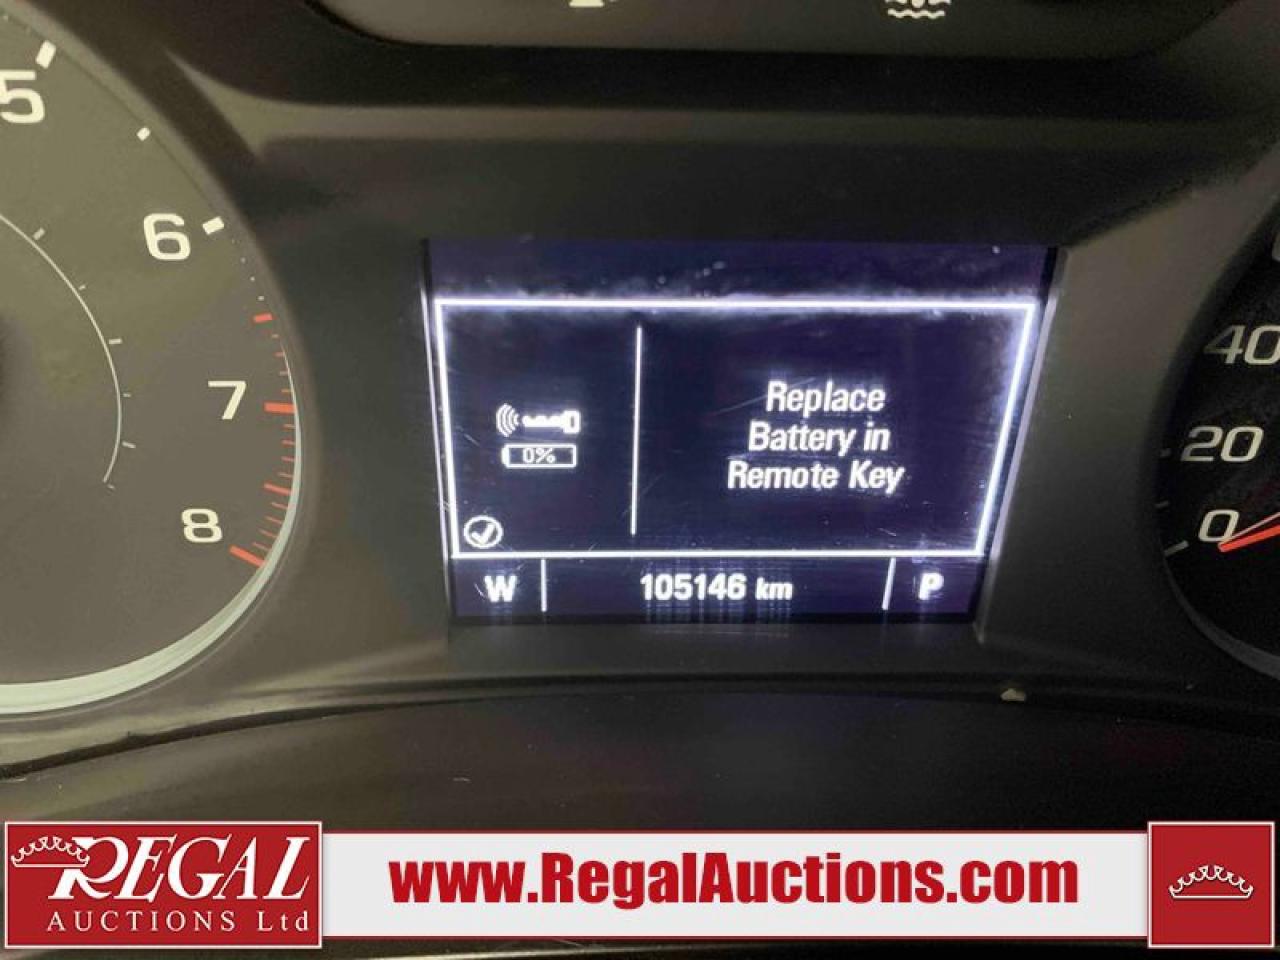 5
6
7
8
Replace
Battery in
Remote Key
0%
W 105146 km P
40
20
0
REGAL
AUCTIONS Ltd
www.RegalAuctions.com